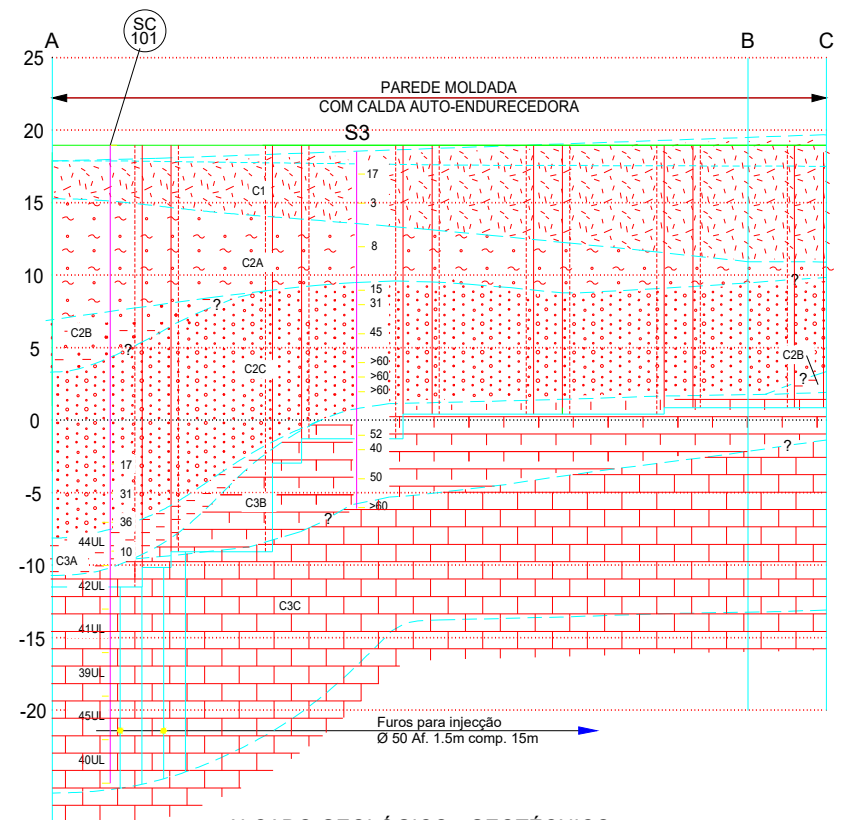 SC
101
A
B
C
25
PAREDE MOLDADA
COM CALDA AUTO-ENDURECEDORA
20
S3
17
C1
15
3
8
C2A
10
?
15
?
31
C2B
45
5
?
C2B
>60
C2C
>60
?
>60
0
52
40
?
17
50
-5
31
C3B
>60
36
?
44UL
10
-10
C3A
42UL
C3C
41UL
-15
39UL
45UL
-20
Furos para injecção
Ø 50 Af. 1.5m comp. 15m
40UL